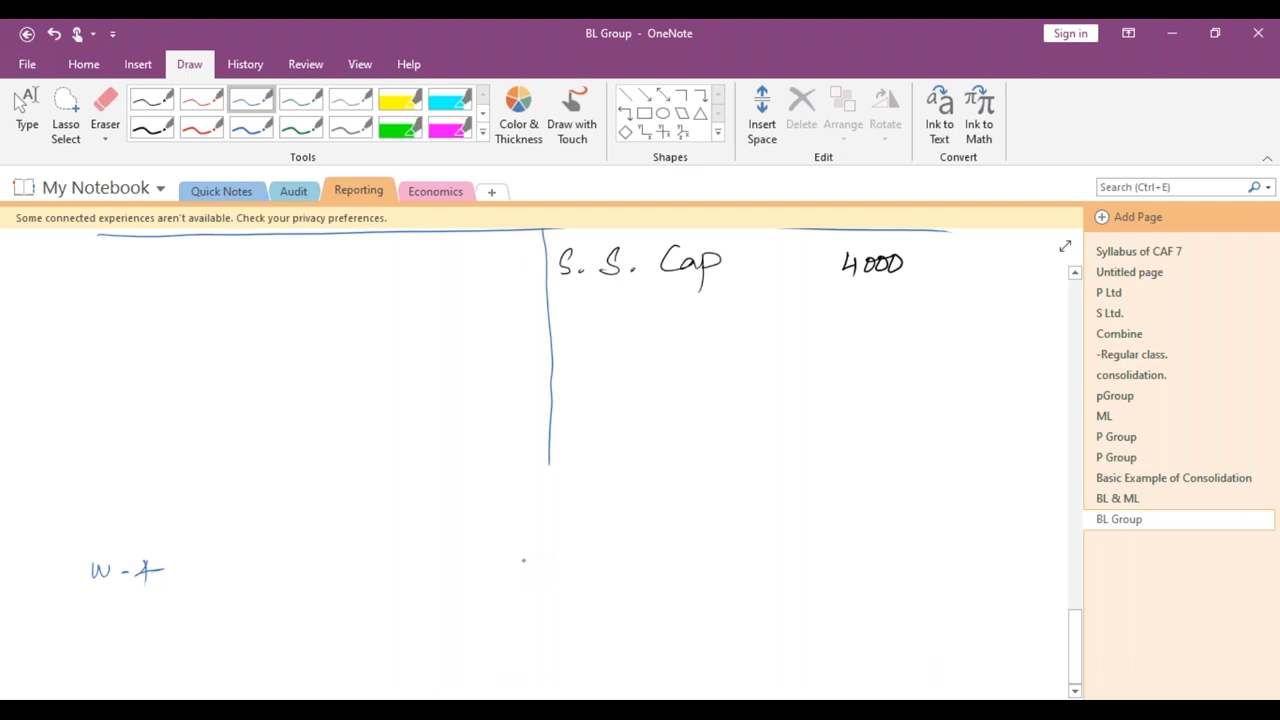 BL Group - OneNote
Sign in
File Home Insert Draw History Review View Help
Type
Lasso Select
Eraser
Color & Thickness
Draw with Touch
Insert Space
Delete
Arrange
Rotate
Ink to Text
Ink to Math
Tools
Shapes
Edit
Convert
My Notebook
Quick Notes Audit Reporting Economics
Search (Ctrl+E)
Some connected experiences aren't available. Check your privacy preferences.
Add Page
S. S. Cap 4000
W - 4
Syllabus of CAF 7
Untitled page
P Ltd
S Ltd.
Combine
-Regular class.
consolidation.
pGroup
ML
P Group
P Group
Basic Example of Consolidation
BL & ML
BL Group